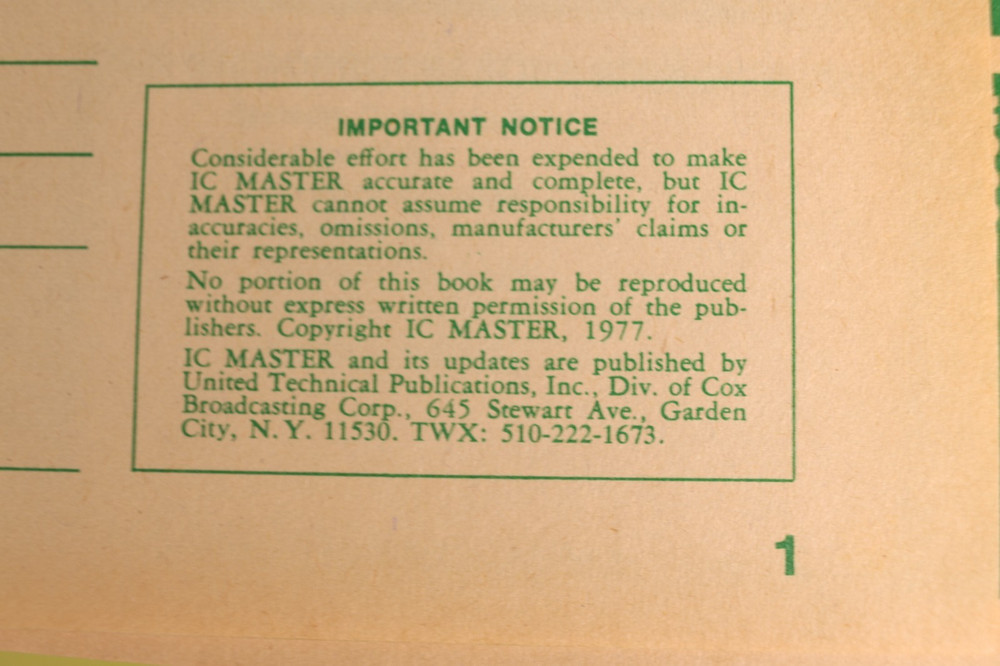 IMPORTANT NOTICE
Considerable effort has been expended to make
IC MASTER accurate and complete, but IC
MASTER cannot assume responsibility for in-
accuracies, omissions, manufacturers' claims or
their representations.
No portion of this book may be reproduced
without express written permission of the pub-
lishers. Copyright IC MASTER, 1977.
IC MASTER and its updates are published by
United Technical Publications, Inc., Div. of Cox
Broadcasting Corp., 645 Stewart Ave., Garden
City, N. Y. 11530. TWX: 510-222-1673.
1